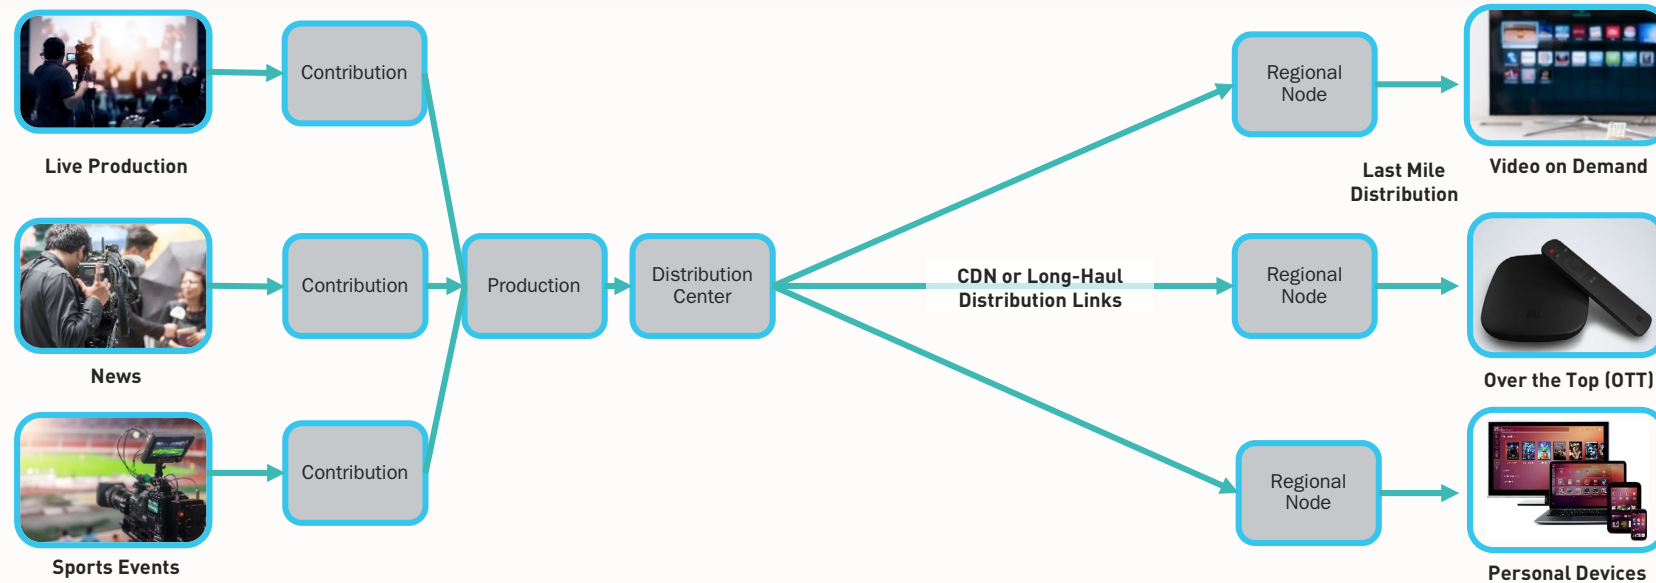 Contribution
Regional
Node
Live Production
Last Mile
Distribution
Video on Demand
Contribution
Production
Distribution
Center
CDN or Long-Haul
Distribution Links
Regional
Node
News
Over the Top (OTT)
Contribution
Regional
Node
Sports Events
Personal Devices